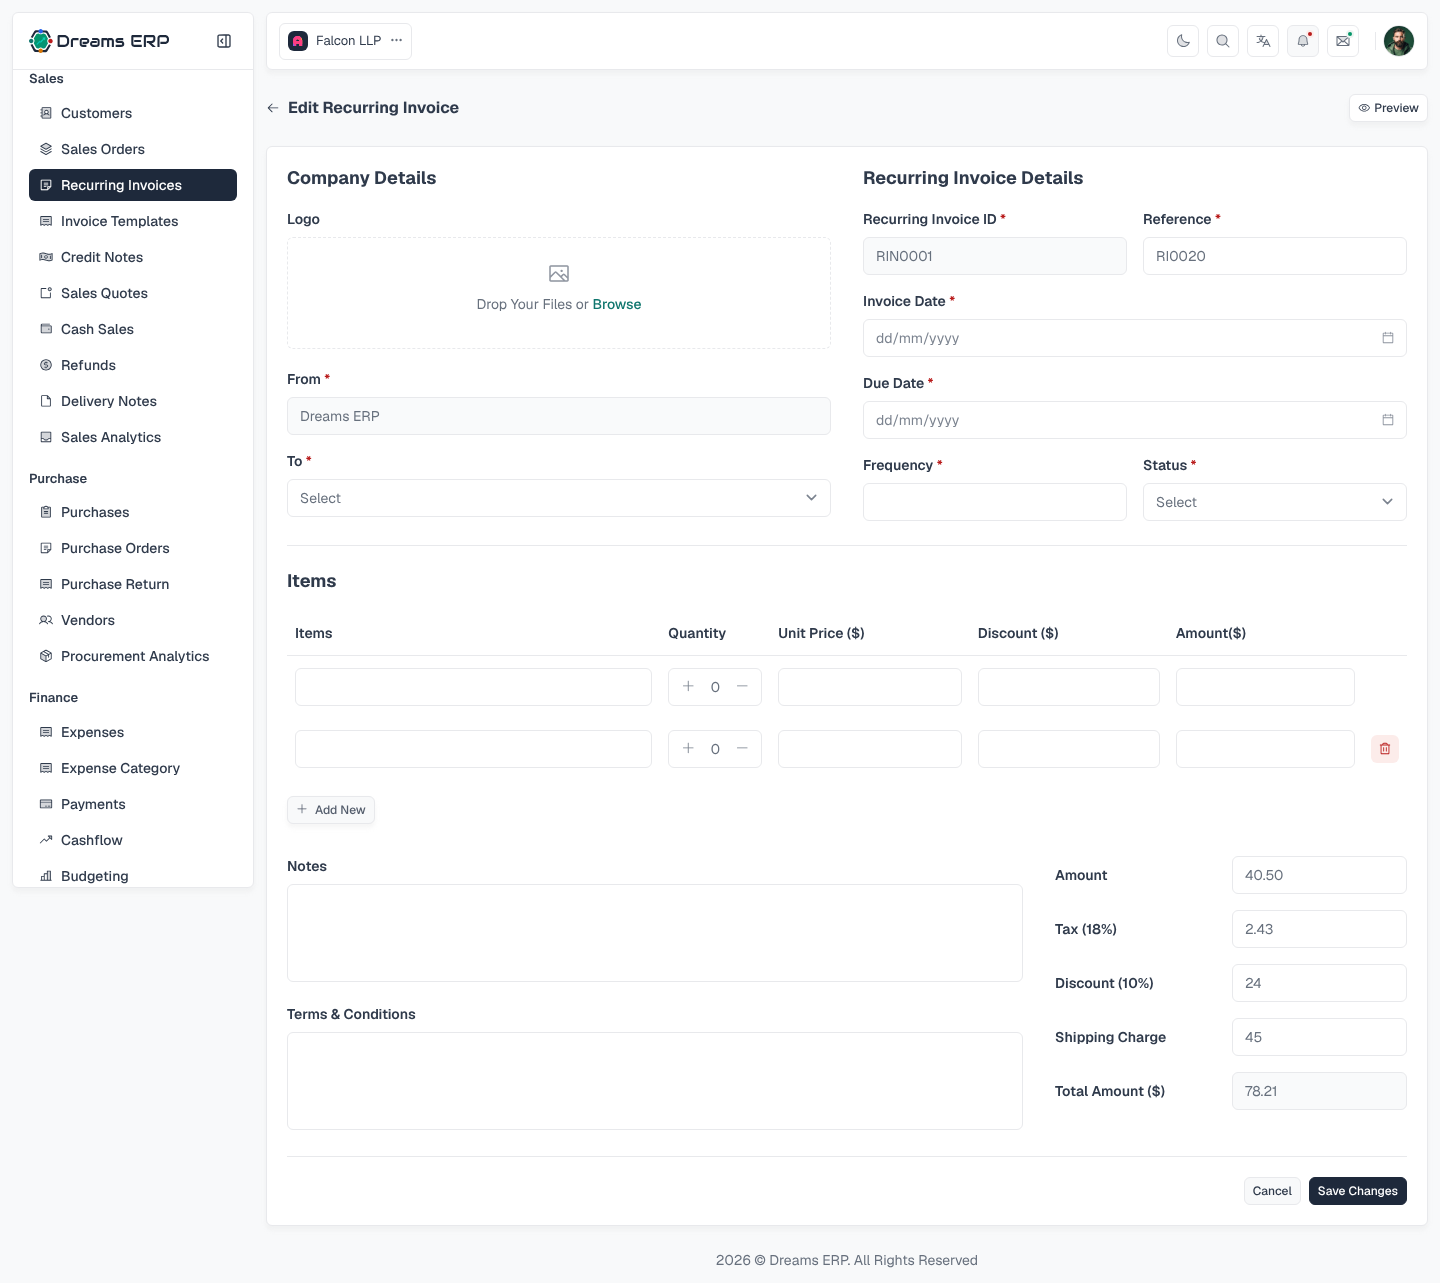 Dreams ERP
Sales
Customers
Sales Orders
Recurring Invoices
Invoice Templates
Credit Notes
Sales Quotes
Cash Sales
Refunds
Delivery Notes
Sales Analytics
Purchase
Purchases
Purchase Orders
Purchase Return
Vendors
Procurement Analytics
Finance
Expenses
Expense Category
Payments
Cashflow
Budgeting
Falcon LLP ···
Edit Recurring Invoice
Preview
Company Details
Logo
Drop Your Files or Browse
From *
Dreams ERP
To *
Select
Recurring Invoice Details
Recurring Invoice ID * Reference *
RIN0001 RI0020
Invoice Date *
dd/mm/yyyy
Due Date *
dd/mm/yyyy
Frequency * Status *
Select
Items
Items Quantity Unit Price ($) Discount ($) Amount($)
+ 0 −
+ 0 −
+ Add New
Notes
Terms & Conditions
Amount 40.50
Tax (18%) 2.43
Discount (10%) 24
Shipping Charge 45
Total Amount ($) 78.21
Cancel Save Changes
2026 © Dreams ERP. All Rights Reserved